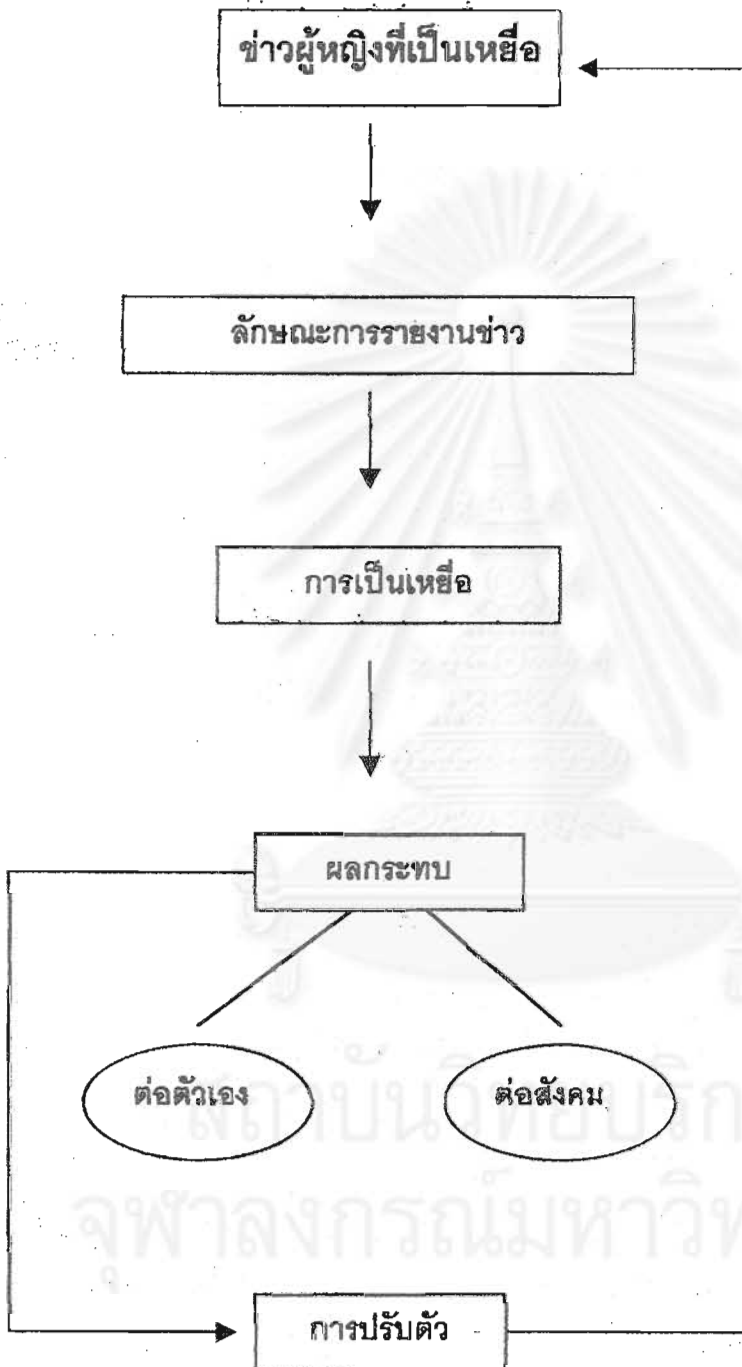 ข่าวผู้หญิงที่เป็นเหยื่อ
ลักษณะการรายงานข่าว
การเป็นเหยื่อ
ผลกระทบ
ต่อตัวเอง
ต่อสังคม
สถาบันวิทยบริก
จุฬาลงกรณ์มหาวิท
การปรับตัว